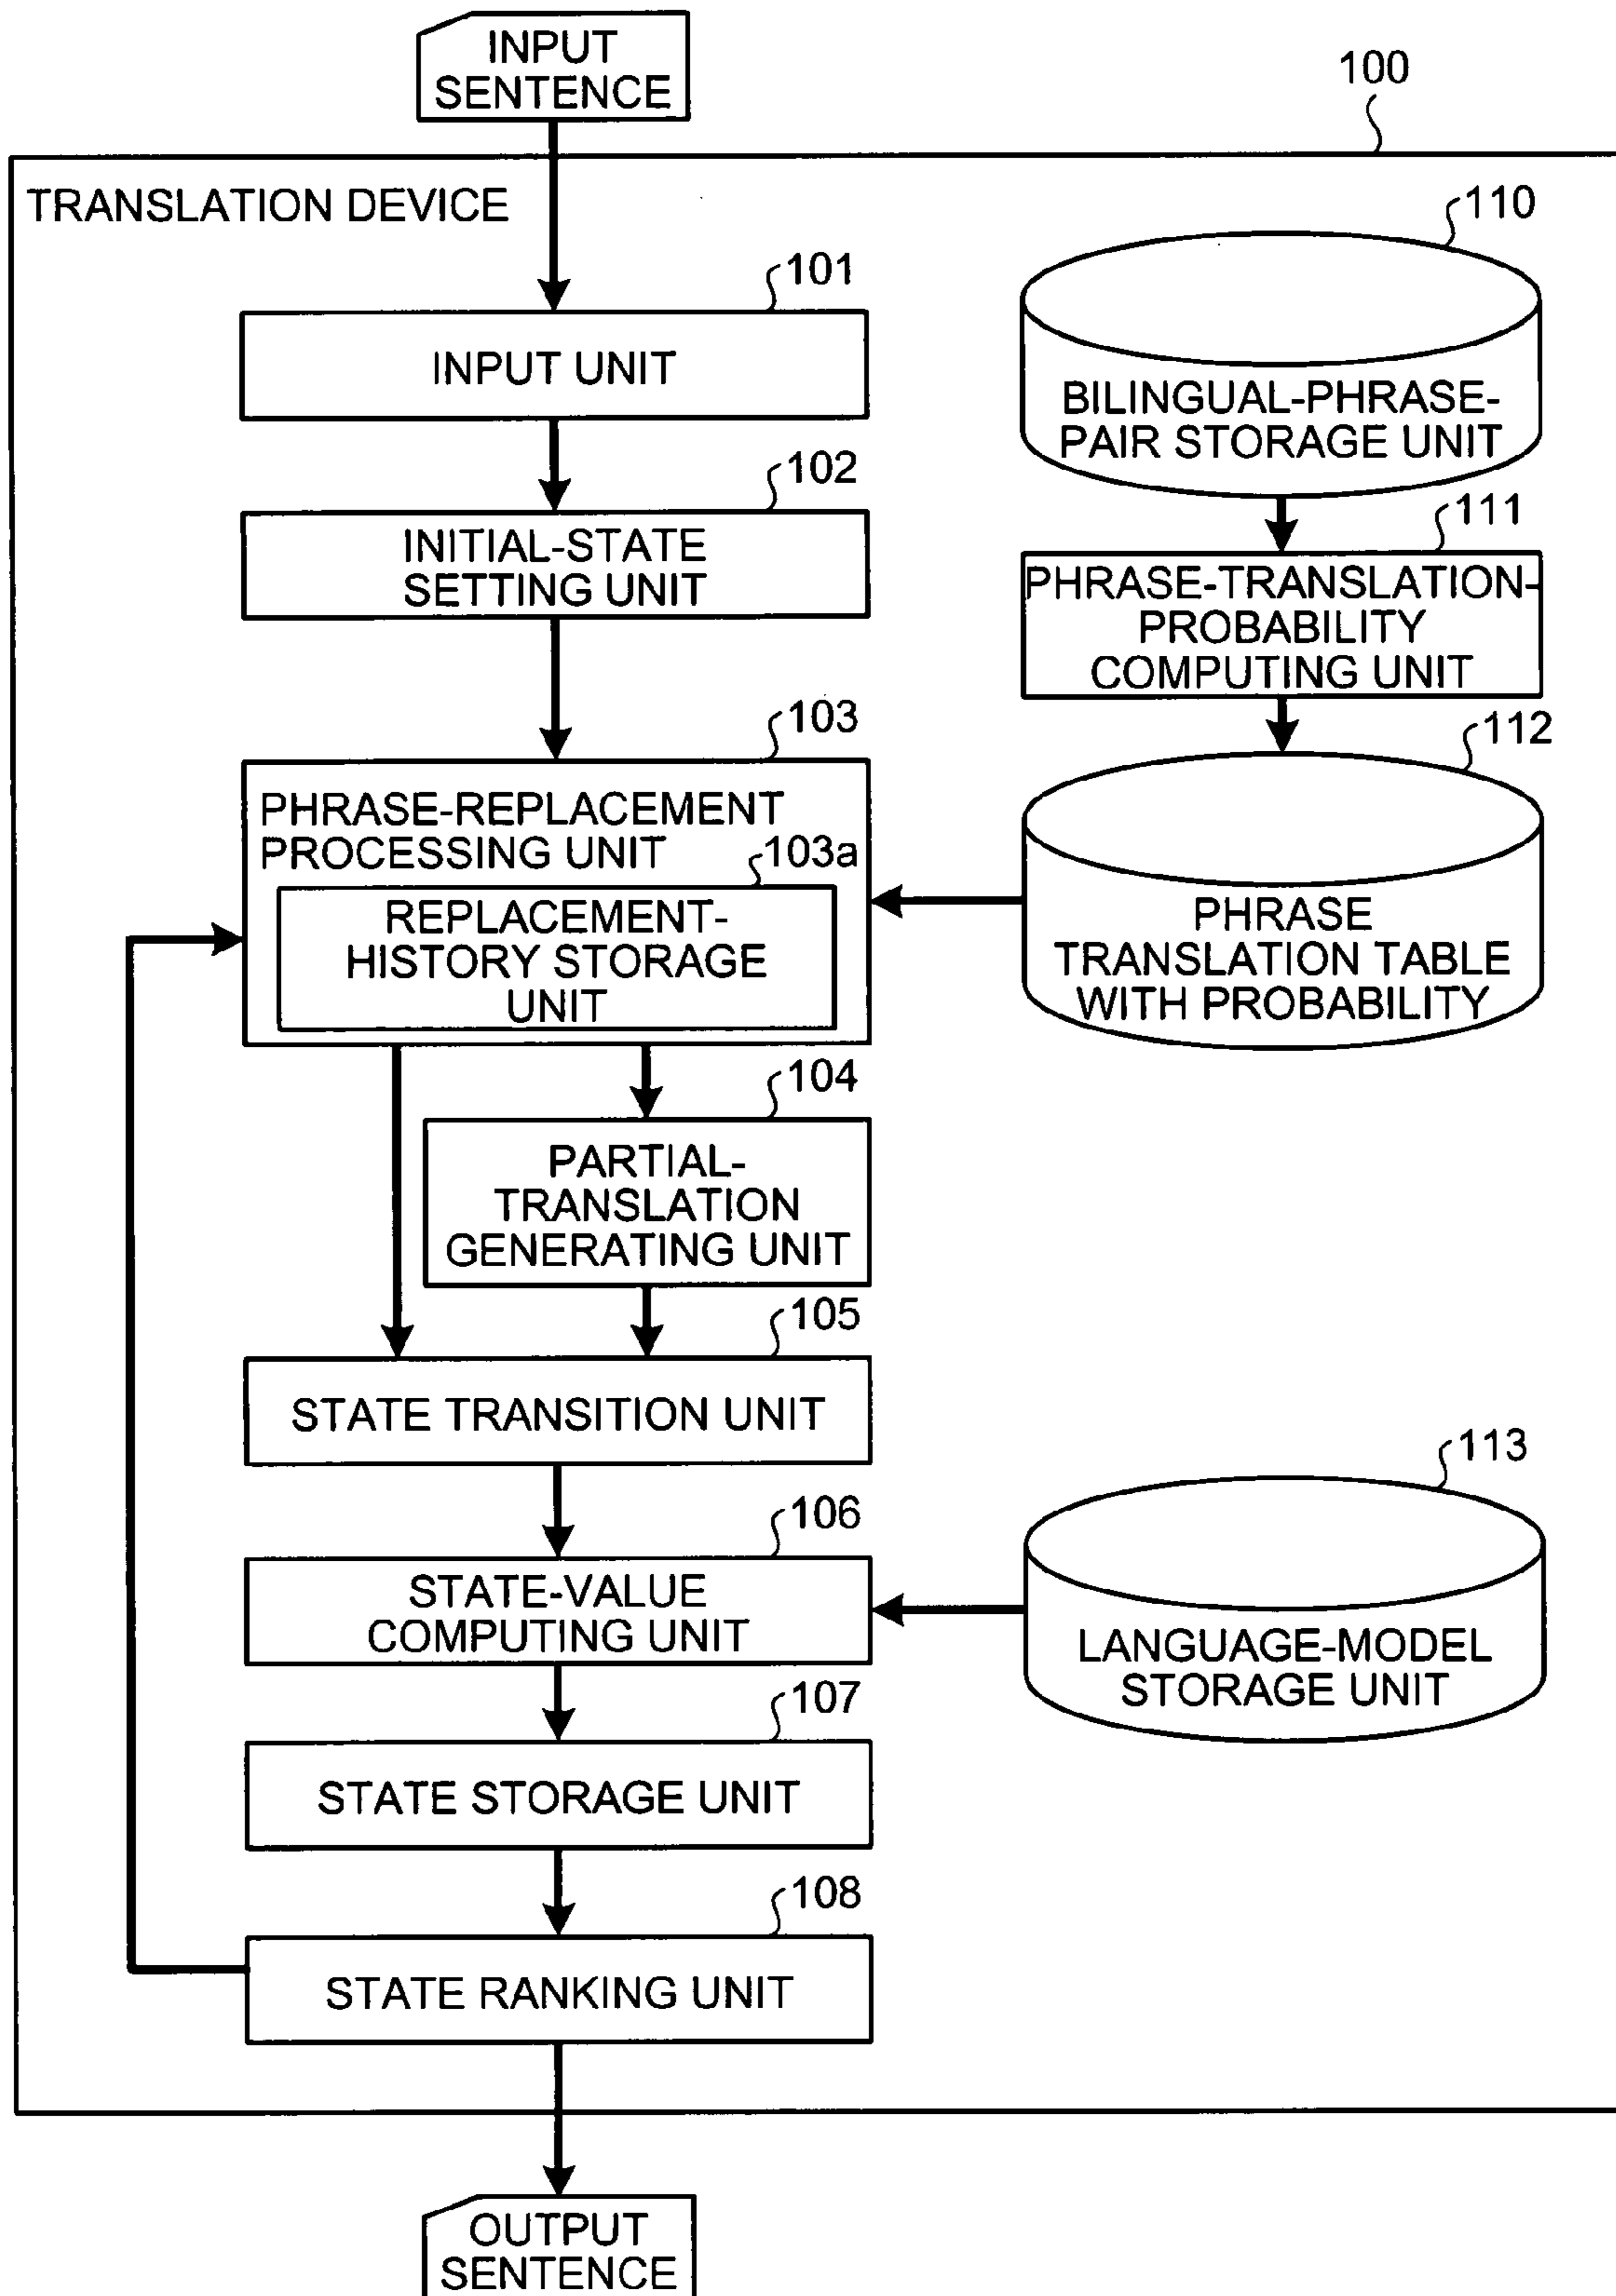 INPUT
SENTENCE
100
TRANSLATION DEVICE
101
INPUT UNIT
102
INITIAL-STATE
SETTING UNIT
103
PHRASE-REPLACEMENT
PROCESSING UNIT
103a
REPLACEMENT-
HISTORY STORAGE
UNIT
104
PARTIAL-
TRANSLATION
GENERATING UNIT
105
STATE TRANSITION UNIT
106
STATE-VALUE
COMPUTING UNIT
107
STATE STORAGE UNIT
108
STATE RANKING UNIT
110
BILINGUAL-PHRASE-
PAIR STORAGE UNIT
111
PHRASE-TRANSLATION-
PROBABILITY
COMPUTING UNIT
112
PHRASE
TRANSLATION TABLE
WITH PROBABILITY
113
LANGUAGE-MODEL
STORAGE UNIT
OUTPUT
SENTENCE